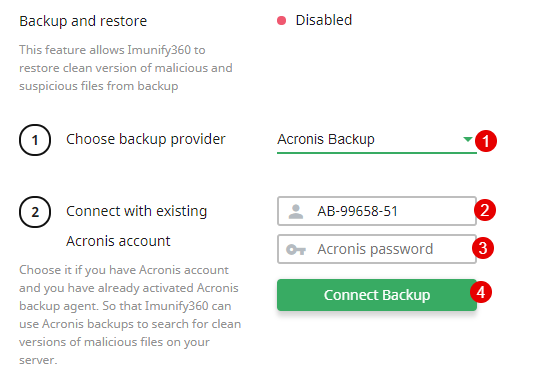 Backup and restore
Disabled
This feature allows Imunify360 to
restore clean version of malicious and
suspicious files from backup
1 Choose backup provider
Acronis Backup 1
2 Connect with existing
Acronis account
AB-99658-51 2
Acronis password 3
Connect Backup 4
Choose it if you have Acronis account
and you have already activated Acronis
backup agent. So that Imunify360 can
use Acronis backups to search for clean
versions of malicious files on your
server.